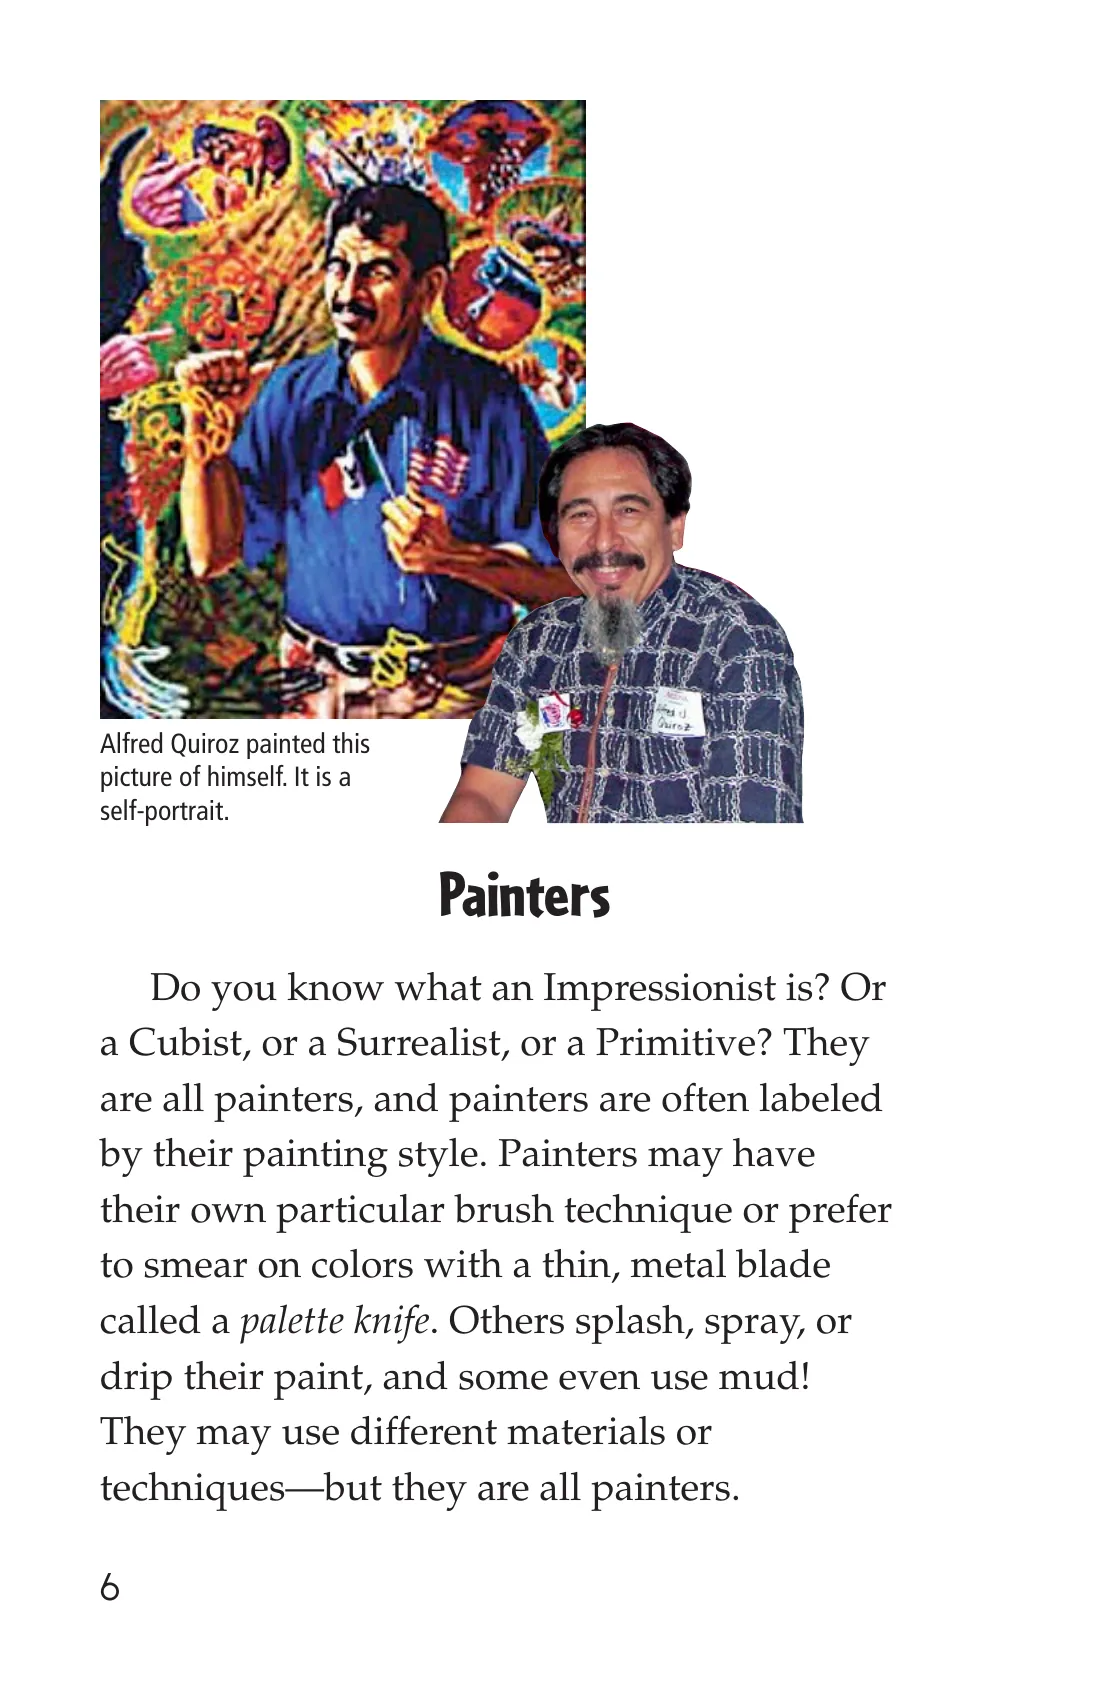 Alfred Quiroz painted this
picture of himself. It is a
self-portrait.
Quiroz
Painters
Do you know what an Impressionist is? Or
a Cubist, or a Surrealist, or a Primitive? They
are all painters, and painters are often labeled
by their painting style. Painters may have
their own particular brush technique or prefer
to smear on colors with a thin, metal blade
called a palette knife. Others splash, spray, or
drip their paint, and some even use mud!
They may use different materials or
techniques—but they are all painters.
6